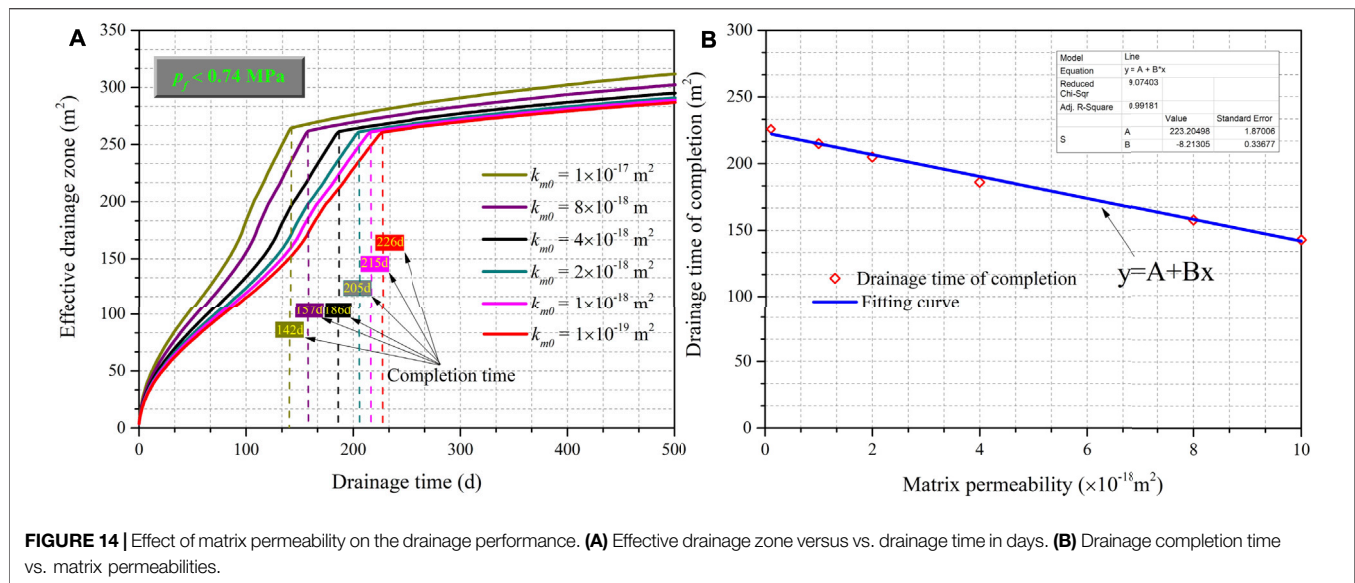 A
p_f < 0.74 MPa
Effective drainage zone (m²)
350
300
250
200
150
100
50
0
k_m0 = 1×10⁻¹⁷ m²
k_m0 = 8×10⁻¹⁸ m
k_m0 = 4×10⁻¹⁸ m²
k_m0 = 2×10⁻¹⁸ m²
k_m0 = 1×10⁻¹⁸ m²
k_m0 = 1×10⁻¹⁹ m²
226d
215d
205d
157d
186d
142d
Completion time
0
100
200
300
400
500
Drainage time (d)
B
Drainage time of completion (m²)
300
250
200
150
100
50
0
Model Line
Equation y = A + B*x
Reduced Chi-Sqr 9.07403
Adj. R-Square 0.99181
Value Standard Error
S A 223.20498 1.87006
B -8.21305 0.33677
y=A+Bx
Drainage time of completion
Fitting curve
0
2
4
6
8
10
Matrix permeability (×10⁻¹⁸m²)
FIGURE 14 | Effect of matrix permeability on the drainage performance. (A) Effective drainage zone versus vs. drainage time in days. (B) Drainage completion time
vs. matrix permeabilities.